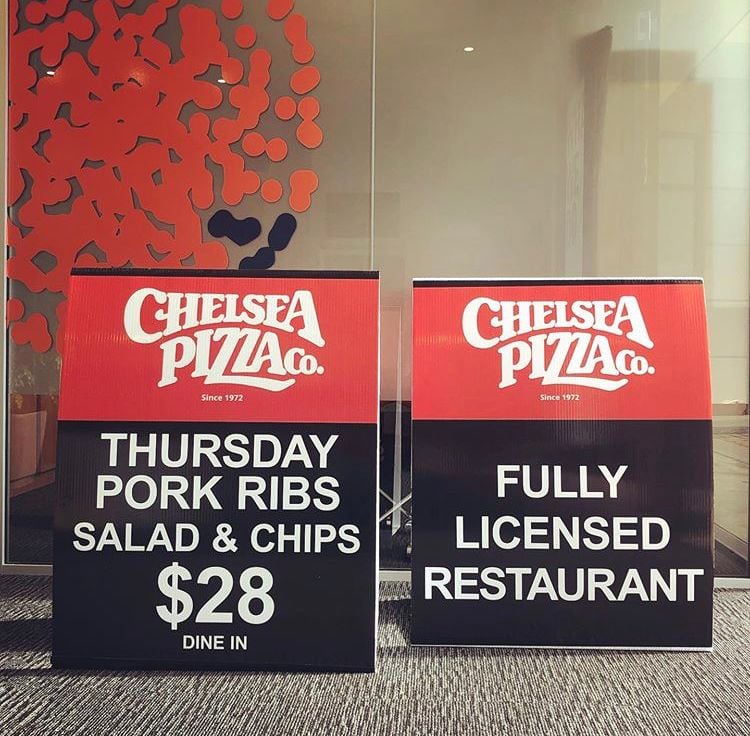 CHELSEA
PIZZA CO.
Since 1972
THURSDAY
PORK RIBS
SALAD & CHIPS
$28
DINE IN
CHELSEA
PIZZA CO.
Since 1972
FULLY
LICENSED
RESTAURANT